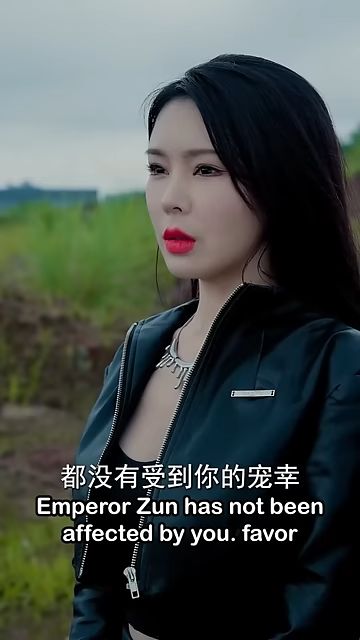 都没有受到你的宠幸
Emperor Zun has not been
affected by you. favor